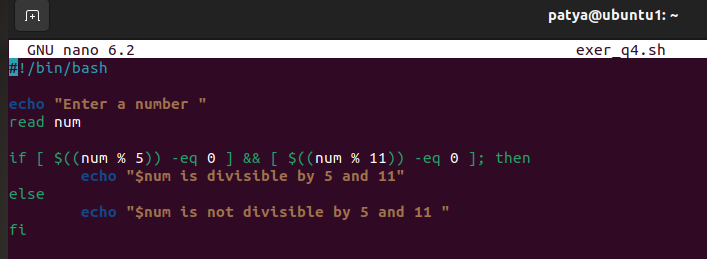 patya@ubuntu1: ~
GNU nano 6.2 exer_q4.sh
#!/bin/bash
echo "Enter a number "
read num
if [ $((num % 5)) -eq 0 ] && [ $((num % 11)) -eq 0 ]; then
echo "$num is divisible by 5 and 11"
else
echo "$num is not divisible by 5 and 11 "
fi